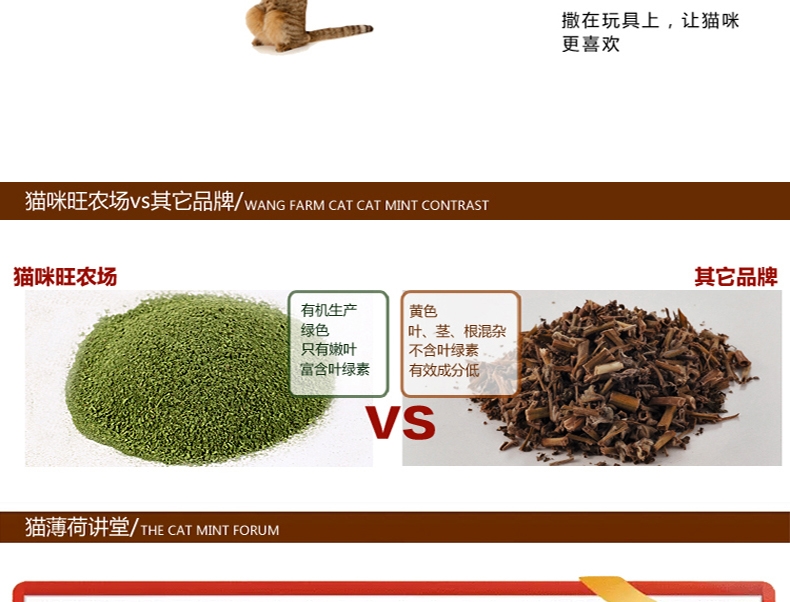 撒在玩具上，让猫咪
更喜欢
猫咪旺农场vs其它品牌/WANG FARM CAT CAT MINT CONTRAST
猫咪旺农场
其它品牌
有机生产
绿色
只有嫩叶
富含叶绿素
黄色
叶、茎、根混杂
不含叶绿素
有效成分低
VS
猫薄荷讲堂/THE CAT MINT FORUM